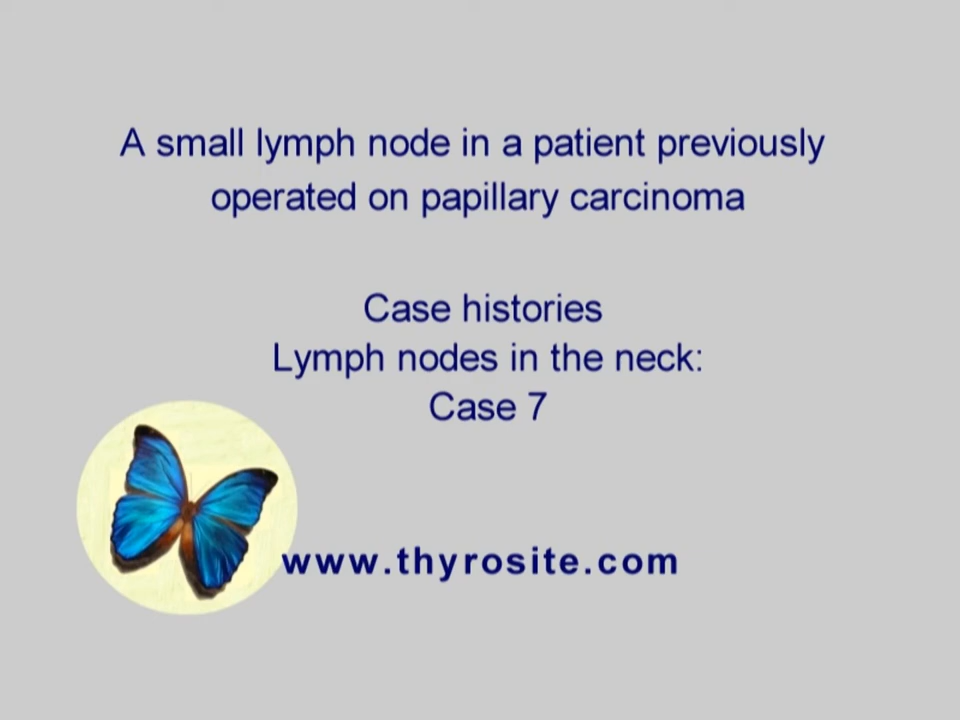 A small lymph node in a patient previously
operated on papillary carcinoma
Case histories
Lymph nodes in the neck:
Case 7
www.thyrosite.com